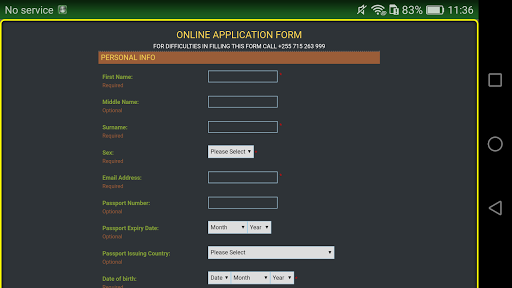 No service 83% 11:36
ONLINE APPLICATION FORM
FOR DIFFICULTIES IN FILLING THIS FORM CALL +255 715 263 999
PERSONAL INFO
First Name: *
Required
Middle Name:
Optional
Surname: *
Required
Sex: Please Select
Required
Email Address: *
Required
Passport Number:
Optional
Passport Expiry Date: Month Year
Optional
Passport Issuing Country: Please Select
Optional
Date of birth: Date Month Year *
Required